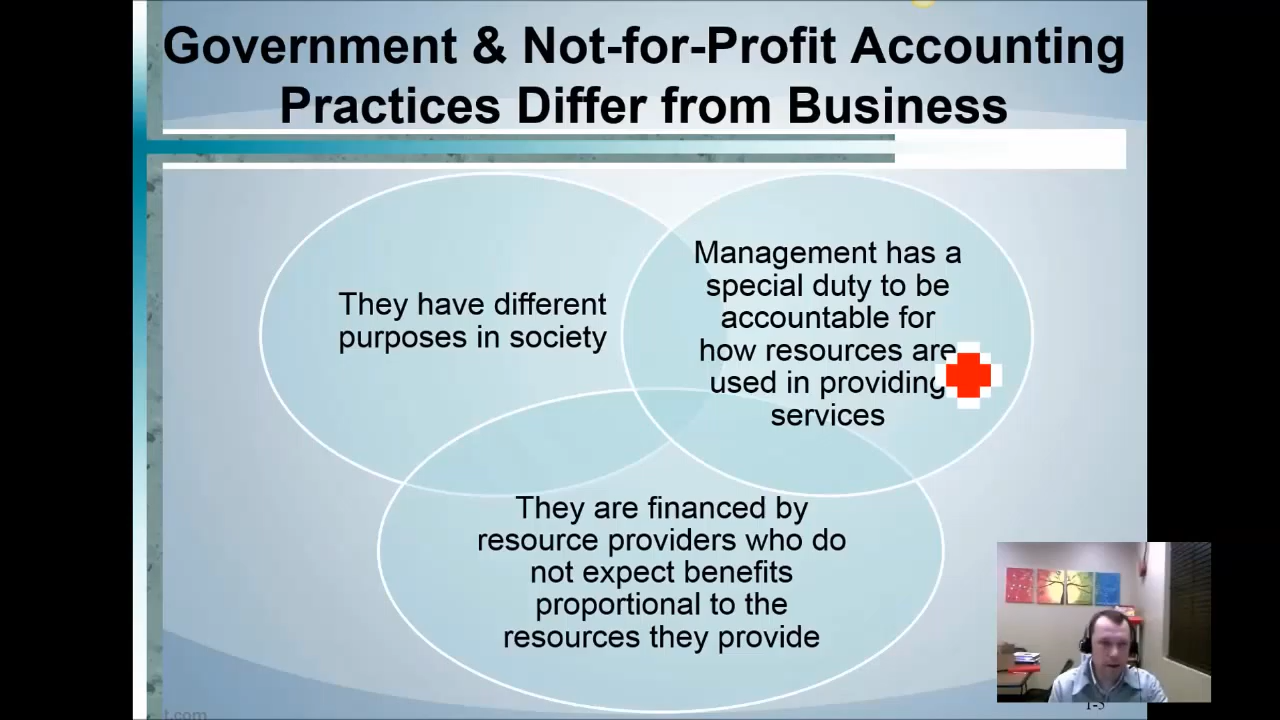 Government & Not-for-Profit Accounting
Practices Differ from Business
They have different
purposes in society
Management has a
special duty to be
accountable for
how resources are
used in providing
services
They are financed by
resource providers who do
not expect benefits
proportional to the
resources they provide
t.com